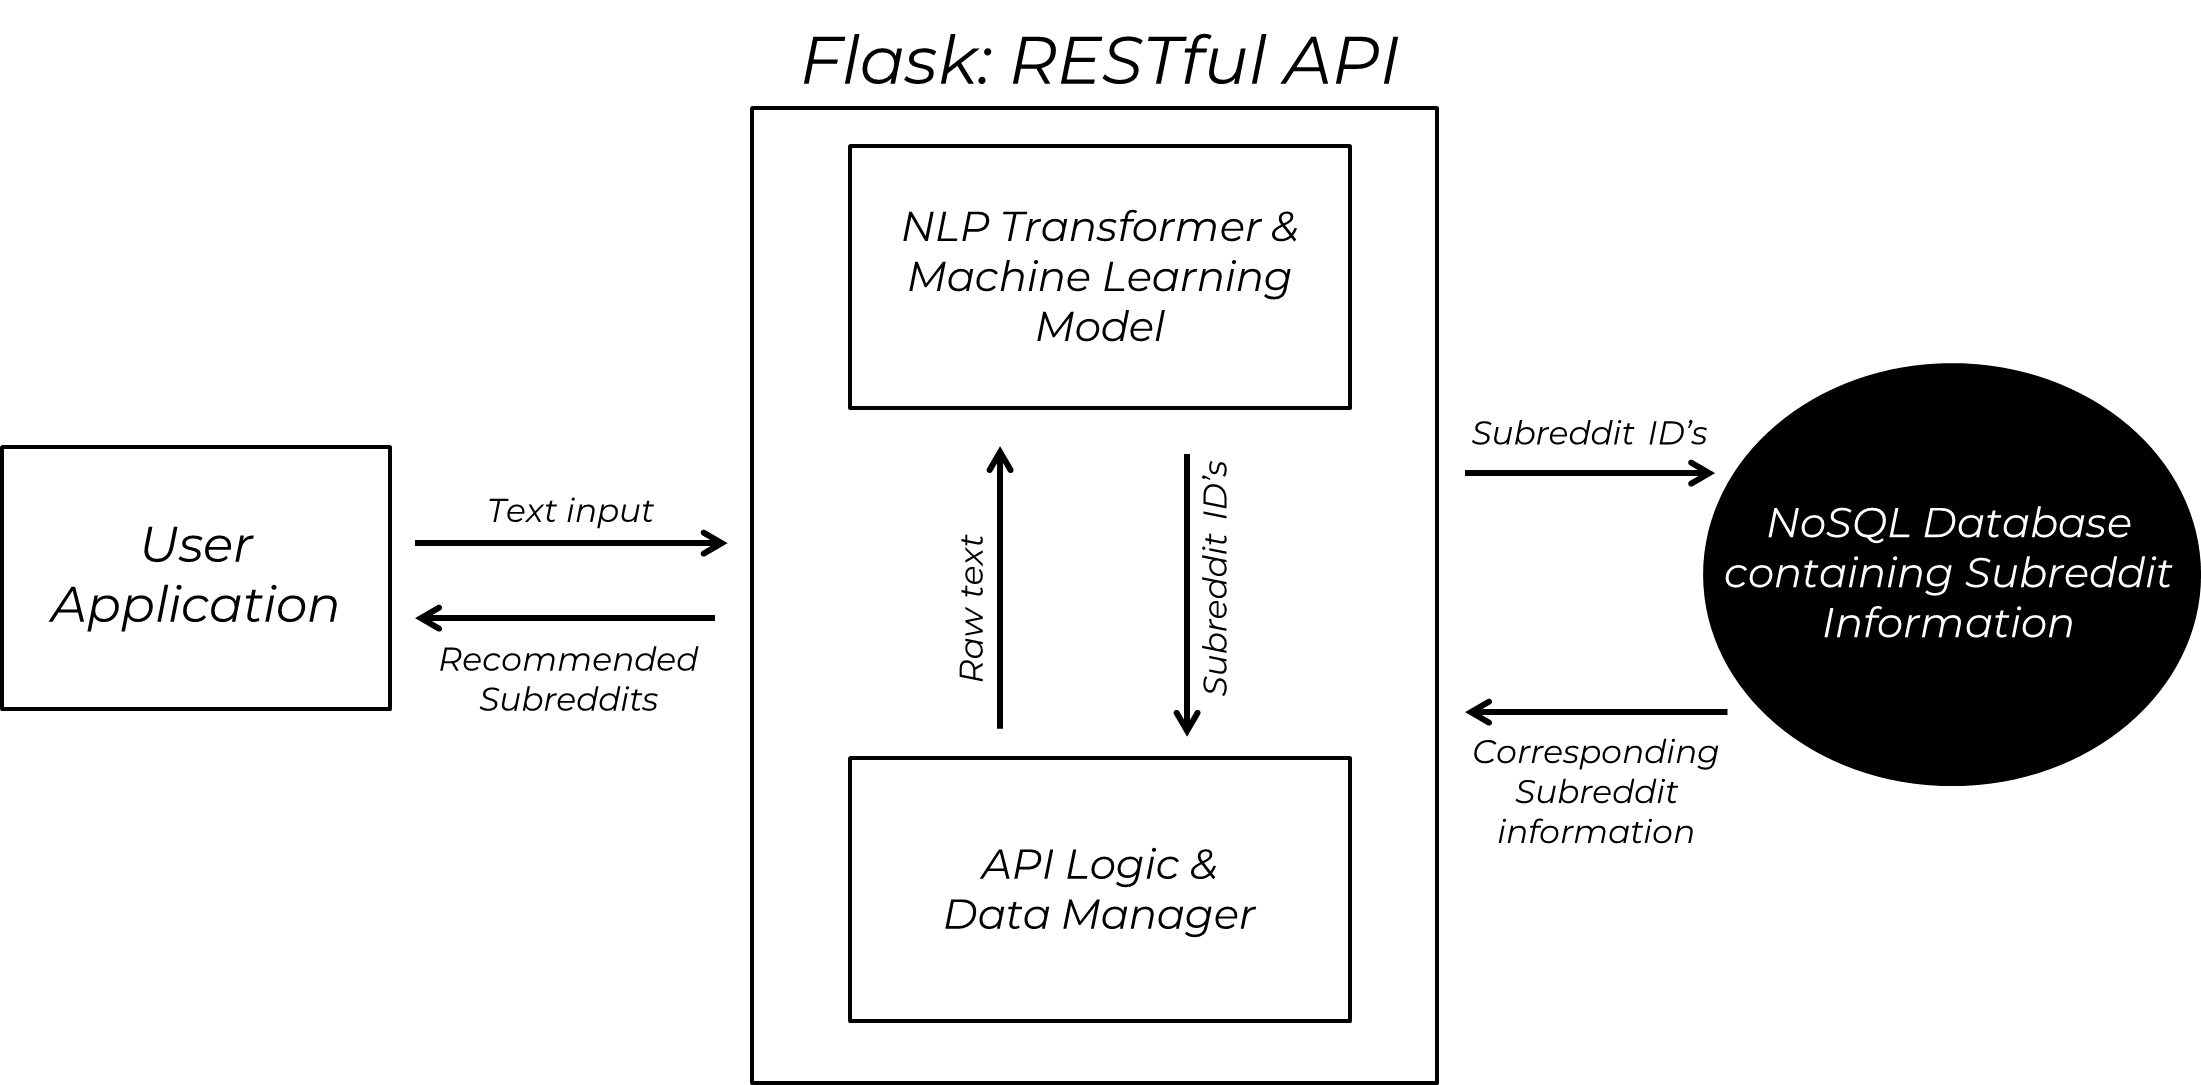 Flask: RESTful API
NLP Transformer &
Machine Learning
Model
User
Application
Text input
Recommended
Subreddits
Raw text
Subreddit ID's
API Logic &
Data Manager
Subreddit ID's
Corresponding
Subreddit
information
NoSQL Database
containing Subreddit
Information